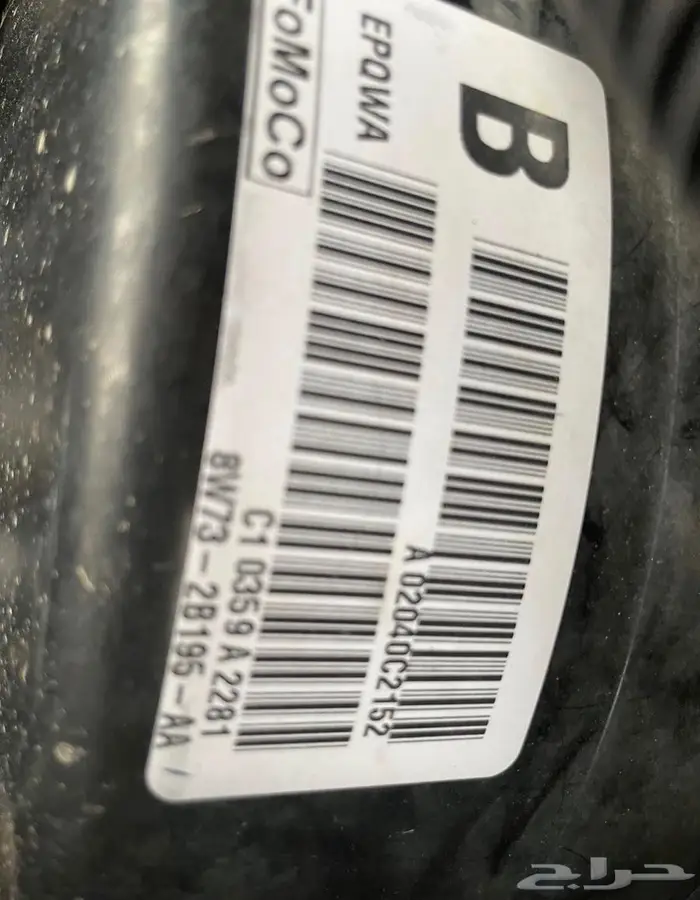 B
EPQWA
FoMoCo
A 02040C2152
C1 0359 A 2281
8W73-2B195-AA
حراج